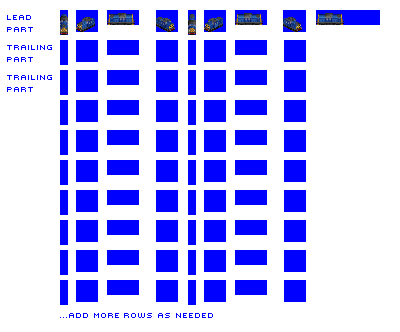 LEAD
PART
TRAILING
PART
TRAILING
PART
...ADD MORE ROWS AS NEEDED